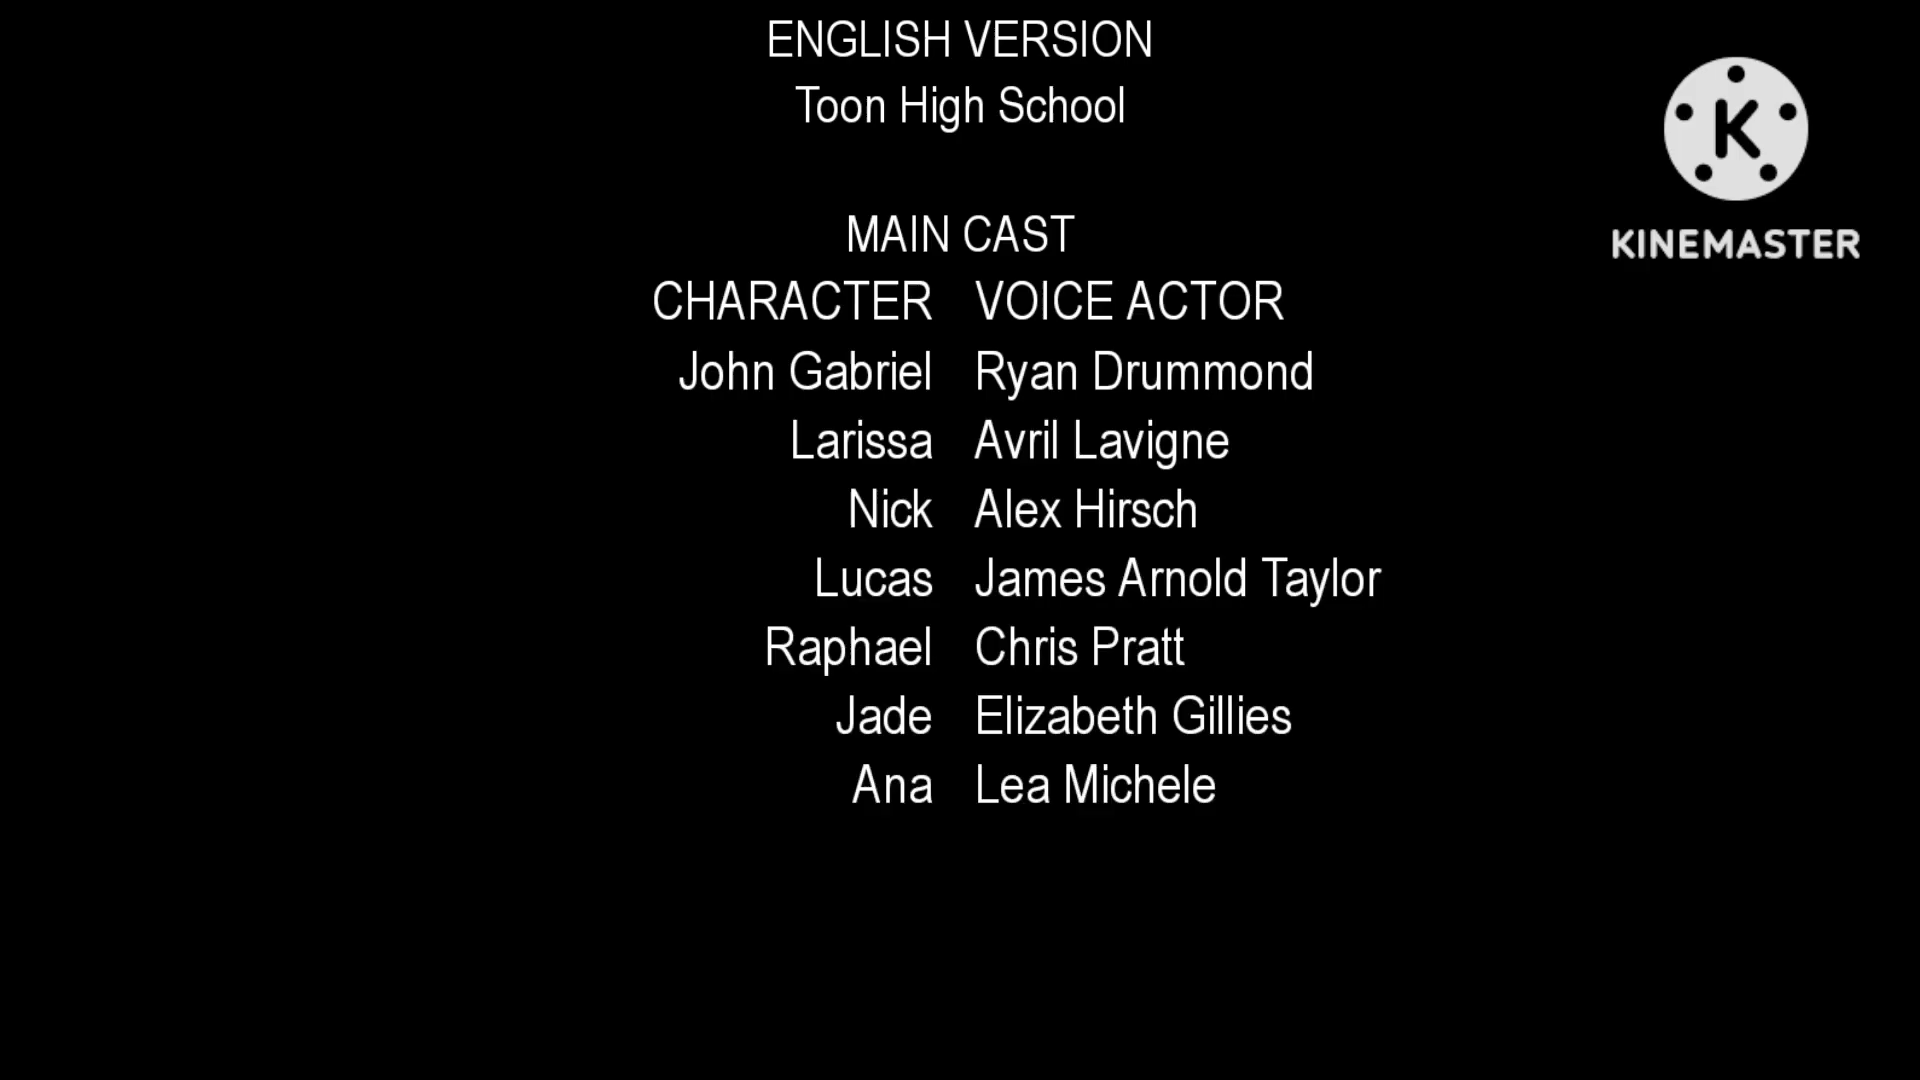 ENGLISH VERSION
Toon High School
K
KINEMASTER
MAIN CAST
CHARACTER VOICE ACTOR
John Gabriel Ryan Drummond
Larissa Avril Lavigne
Nick Alex Hirsch
Lucas James Arnold Taylor
Raphael Chris Pratt
Jade Elizabeth Gillies
Ana Lea Michele